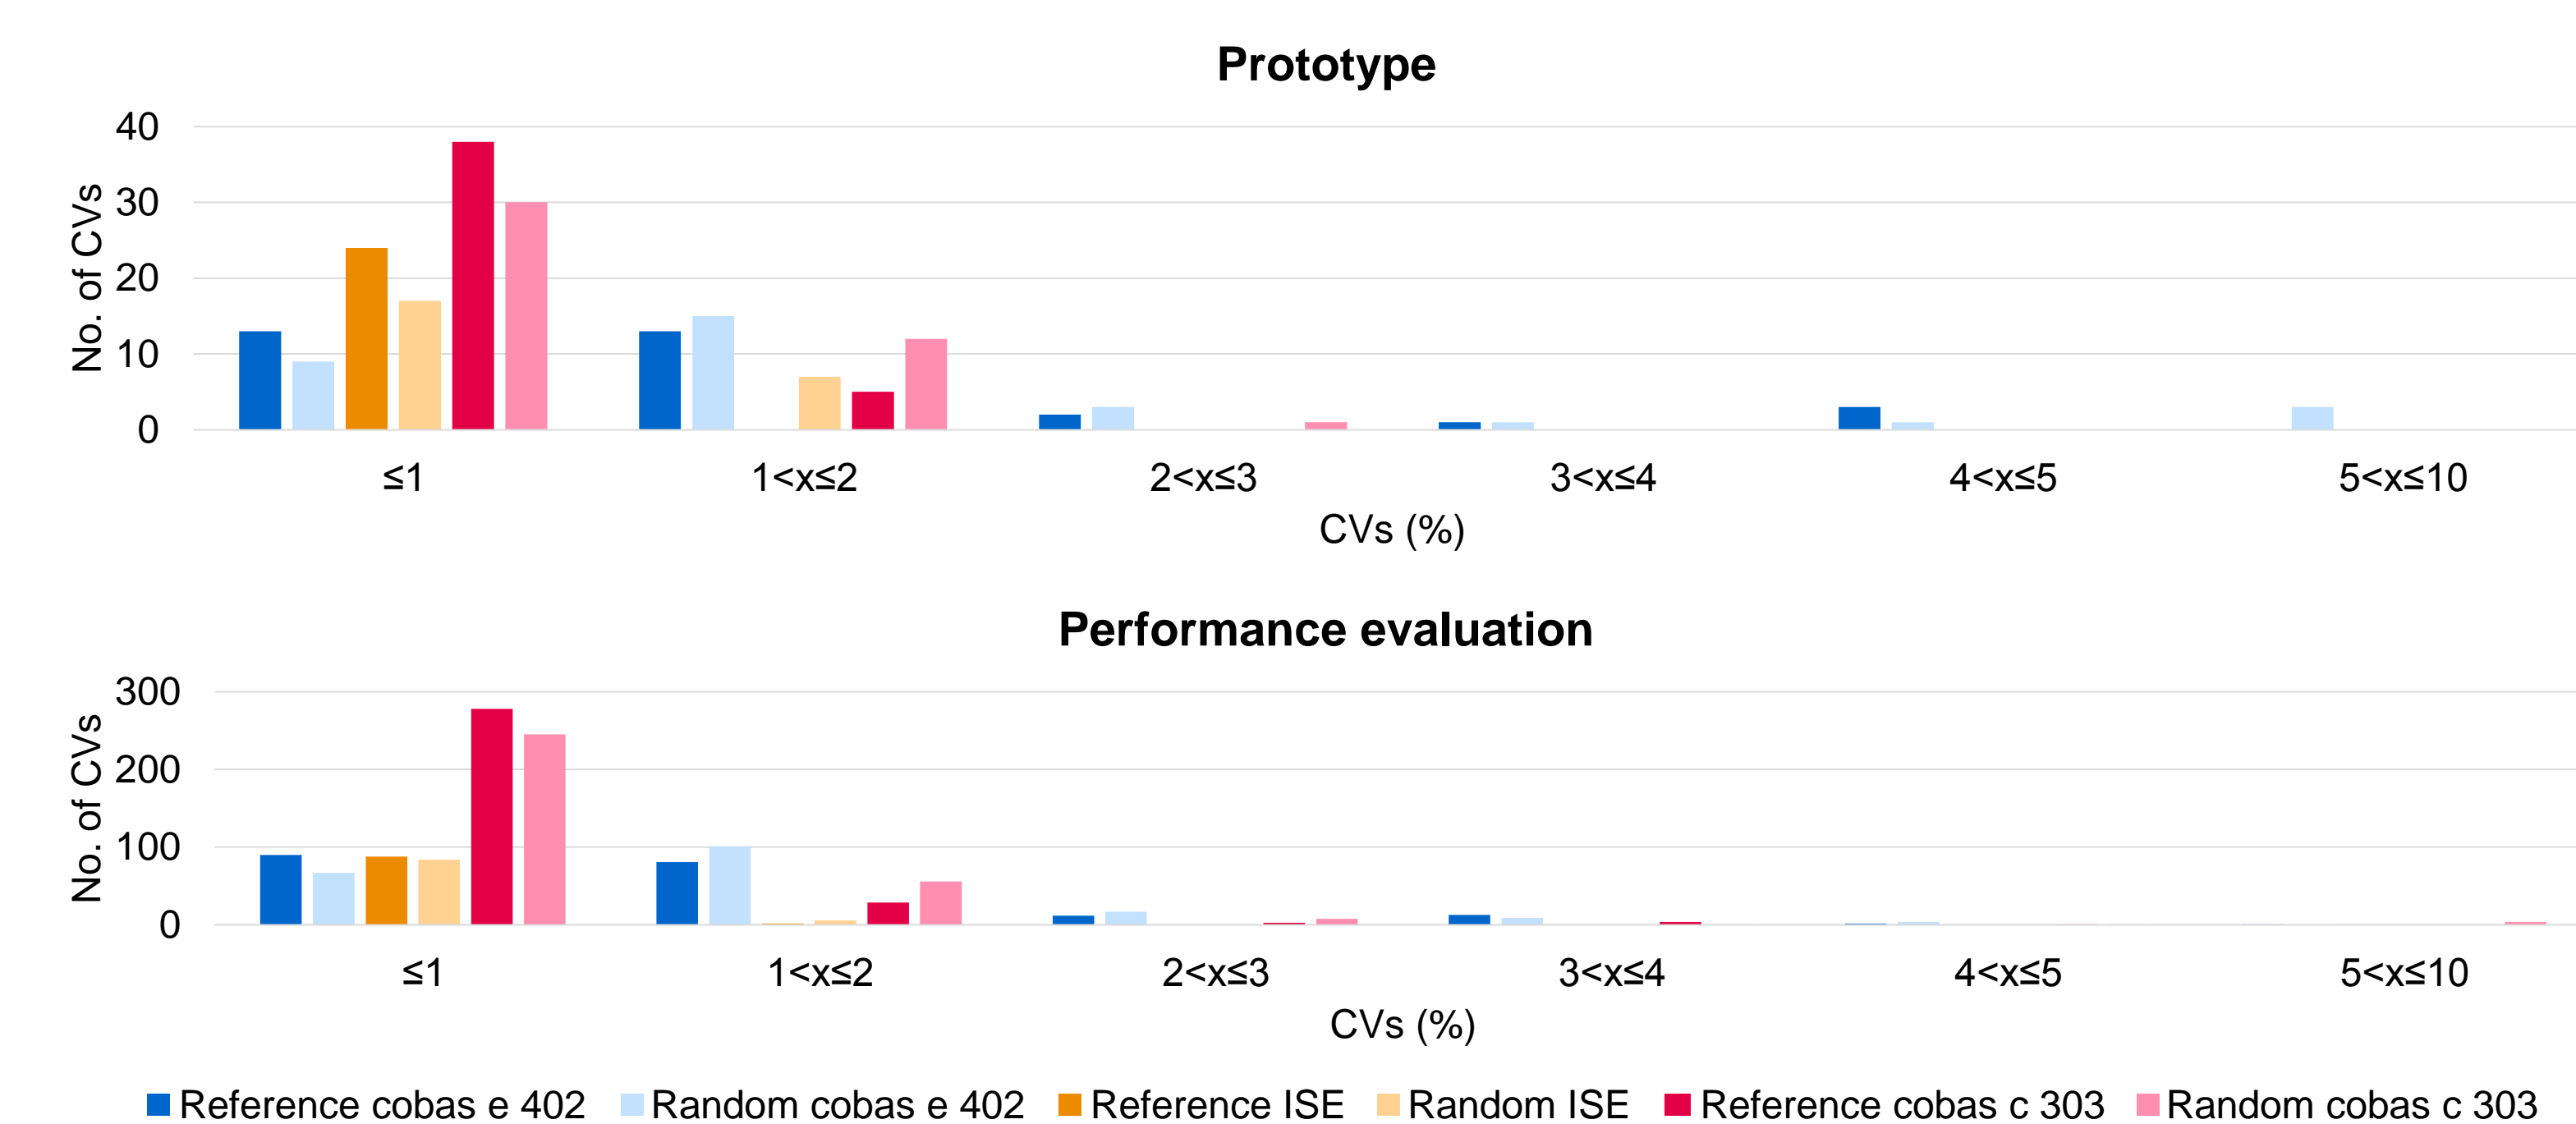 Prototype
No. of CVs
40
30
20
10
0
≤1 1<x≤2 2<x≤3 3<x≤4 4<x≤5 5<x≤10
CVs (%)
Performance evaluation
No. of CVs
300
200
100
0
≤1 1<x≤2 2<x≤3 3<x≤4 4<x≤5 5<x≤10
CVs (%)
Reference cobas e 402 Random cobas e 402 Reference ISE Random ISE Reference cobas c 303 Random cobas c 303